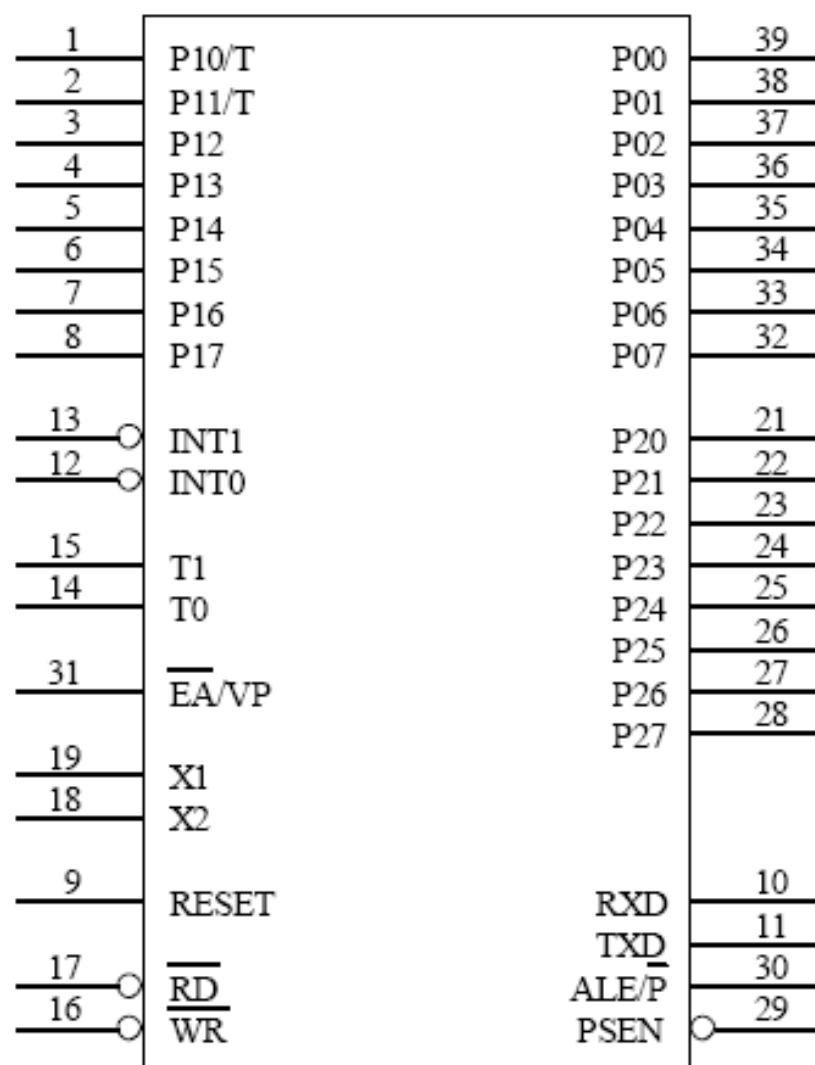 1 P10/T P00 39
2 P11/T P01 38
3 P12 P02 37
4 P13 P03 36
5 P14 P04 35
6 P15 P05 34
7 P16 P06 33
8 P17 P07 32
13 INT1 P20 21
12 INT0 P21 22
P22 23
15 T1 P23 24
14 T0 P24 25
P25 26
31 EA/VP P26 27
P27 28
19 X1
18 X2
9 RESET RXD 10
TXD 11
17 RD ALE/P 30
16 WR PSEN 29